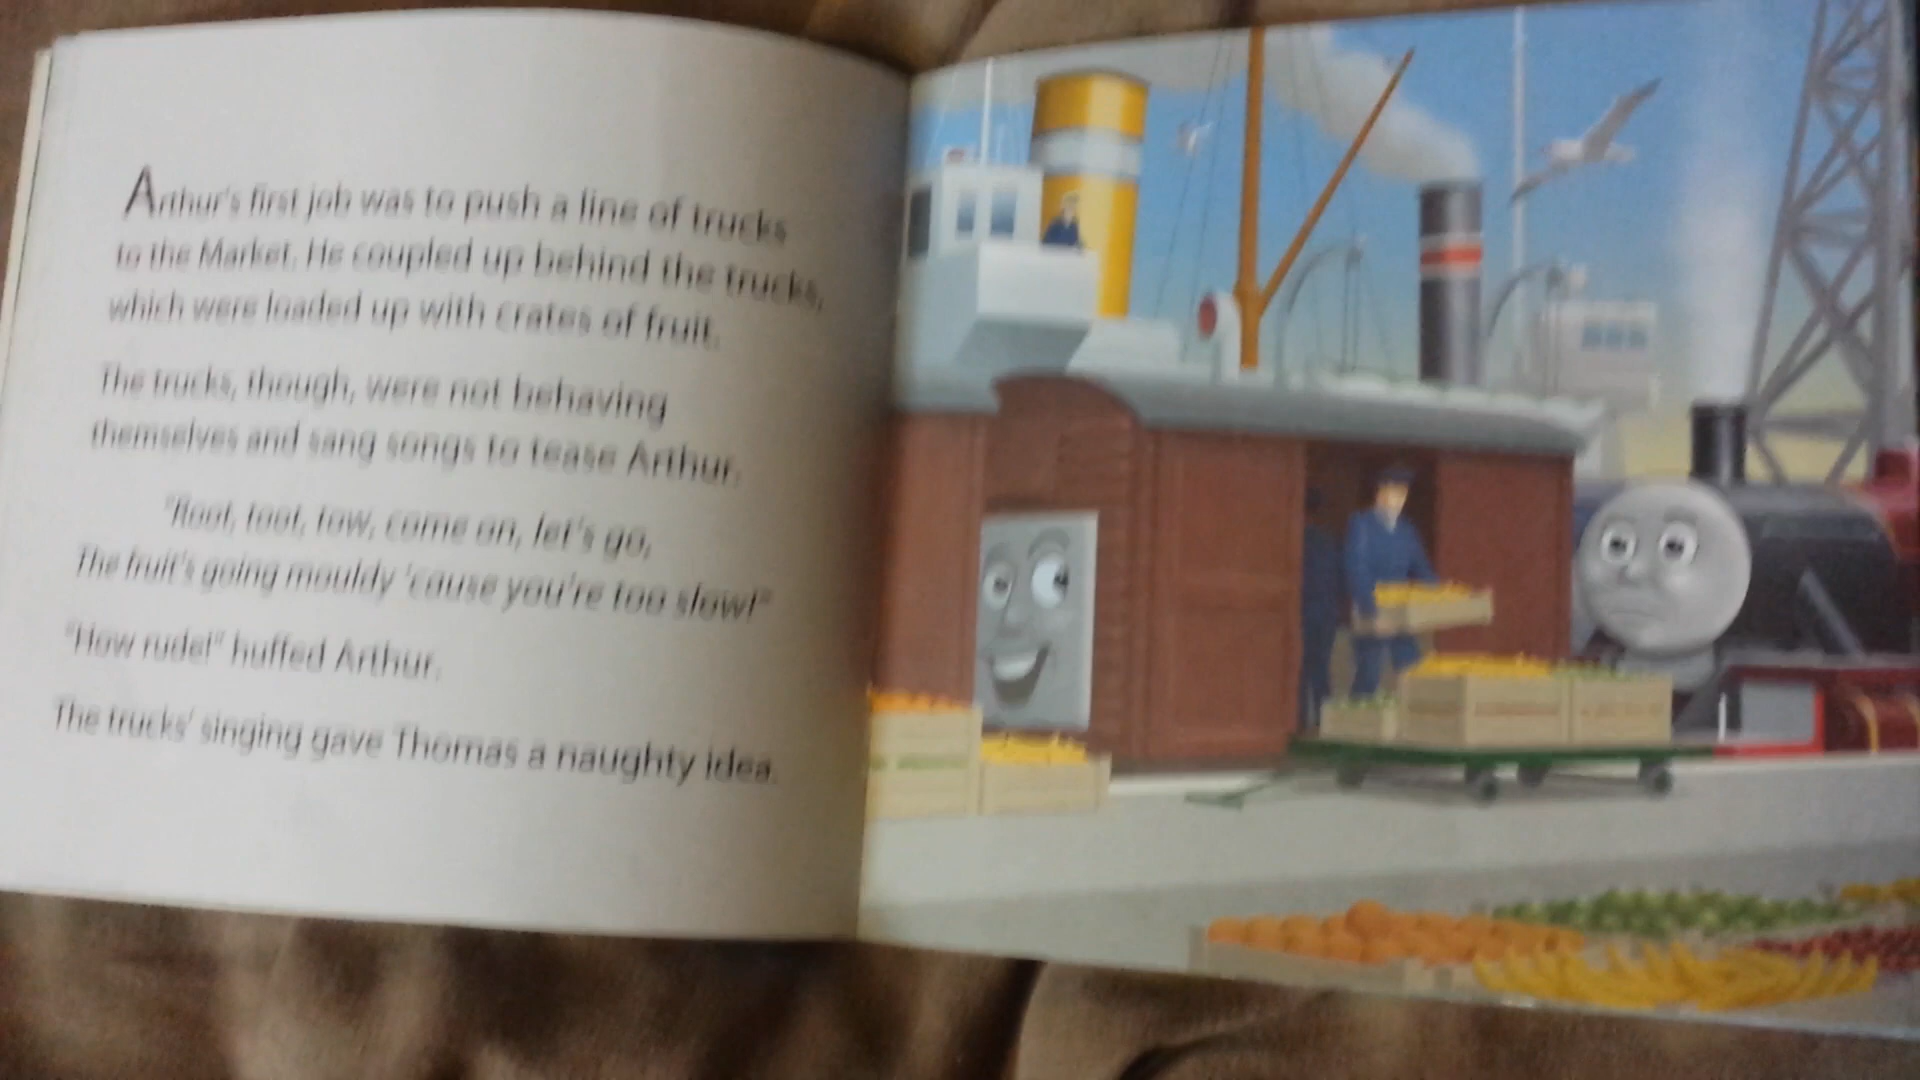 Arthur's first job was to push a line of trucks
to the Market. He coupled up behind the trucks,
which were loaded up with crates of fruit.
The trucks, though, were not behaving
themselves and sang songs to tease Arthur.
"Root, toot, tow, come on, let's go,
The fruit's going mouldy 'cause you're too slow!"
"How rude!" huffed Arthur.
The trucks' singing gave Thomas a naughty idea.